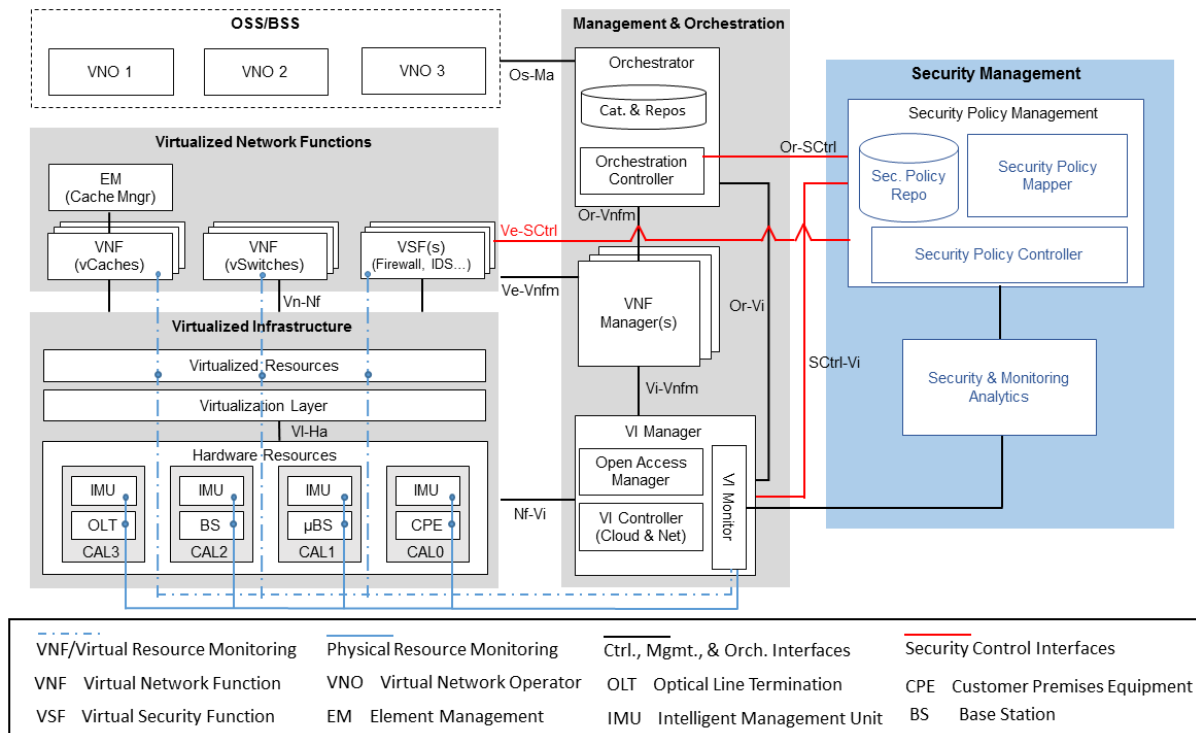 OSS/BSS
VNO 1
VNO 2
VNO 3
Os-Ma
Management & Orchestration
Orchestrator
Cat. & Repos
Orchestration
Controller
Or-Vnfm
Security Management
Security Policy Management
Or-SCtrl
Sec. Policy
Repo
Security Policy
Mapper
Security Policy Controller
Virtualized Network Functions
EM
(Cache Mngr)
VNF
(vCaches)
VNF
(vSwitches)
VSF(s)
(Firewall, IDS...)
Ve-SCtrl
Ve-Vnfm
Vn-Nf
VNF
Manager(s)
Or-Vi
SCtrl-Vi
Security & Monitoring
Analytics
Virtualized Infrastructure
Virtualized Resources
Virtualization Layer
VI-Ha
Hardware Resources
IMU
OLT
CAL3
IMU
BS
CAL2
IMU
µBS
CAL1
IMU
CPE
CAL0
Vi-Vnfm
Nf-Vi
VI Manager
Open Access
Manager
VI Controller
(Cloud & Net)
VI Monitor
VNF/Virtual Resource Monitoring
Physical Resource Monitoring
Ctrl., Mgmt., & Orch. Interfaces
Security Control Interfaces
VNF Virtual Network Function
VNO Virtual Network Operator
OLT Optical Line Termination
CPE Customer Premises Equipment
VSF Virtual Security Function
EM Element Management
IMU Intelligent Management Unit
BS Base Station